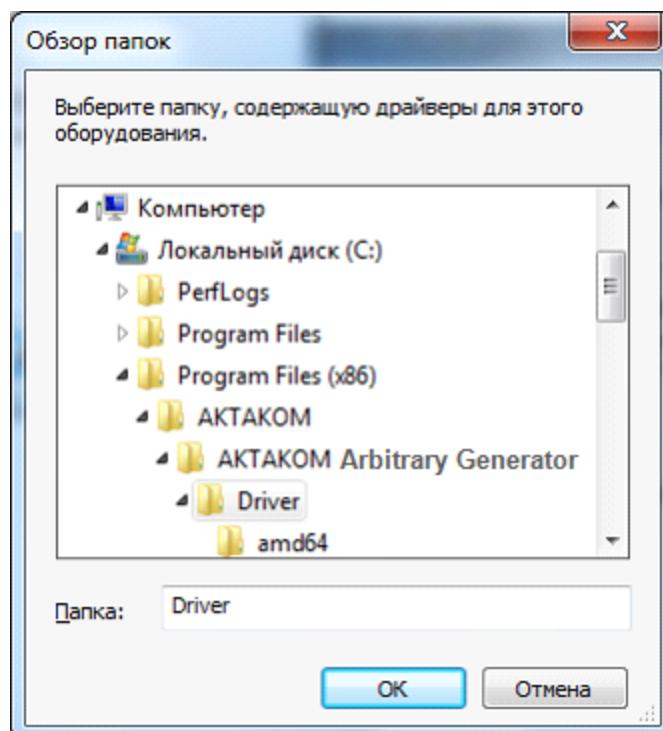 Обзор папок
Выберите папку, содержащую драйверы для этого
оборудования.
Компьютер
Локальный диск (C:)
PerfLogs
Program Files
Program Files (x86)
AKTAKOM
AKTAKOM Arbitrary Generator
Driver
amd64
Папка: Driver
ОК Отмена